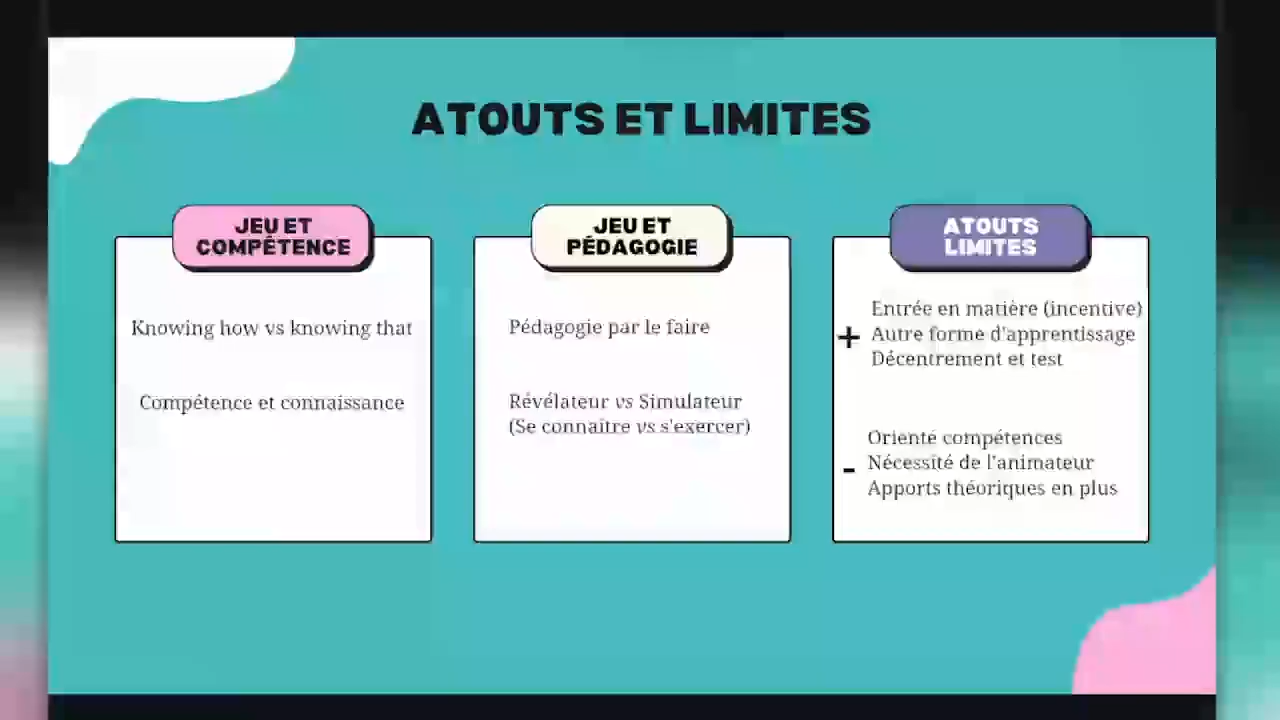 ATOUTS ET LIMITES
JEU ET
COMPÉTENCE
Knowing how vs knowing that
Compétence et connaissance
JEU ET
PÉDAGOGIE
Pédagogie par le faire
Révélateur vs Simulateur
(Se connaitre vs s'exercer)
ATOUTS
LIMITES
+
Entrée en matière (incentive)
Autre forme d'apprentissage
Décentrement et test
-
Orienté compétences
Nécessité de l'animateur
Apports théoriques en plus